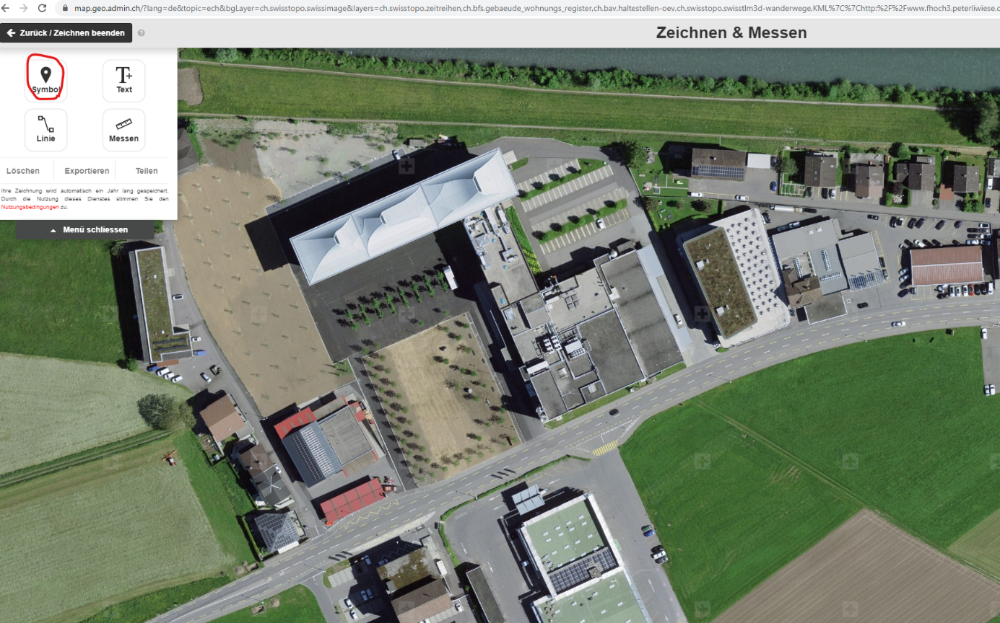 map.geo.admin.ch/?lang=de&topic=ech&bgLayer=ch.swisstopo.swissimage&layers=ch.swisstopo.zeitreihen,ch.bfs.gebaeude_wohnungs_register,ch.bav.haltestellen-oev,ch.swisstopo.swisstlm3d-wanderwege,KML%7C%7Chttp:%2F%2Fwww.fhoch3.peterliwiese.c
Zurück / Zeichnen beenden
Zeichnen & Messen
Symbol
Text
Linie
Messen
Löschen
Exportieren
Teilen
Ihre Zeichnung wird automatisch ein Jahr lang gespeichert.
Durch die Nutzung dieses Dienstes stimmen Sie den
Nutzungsbedingungen zu.
Menü schliessen